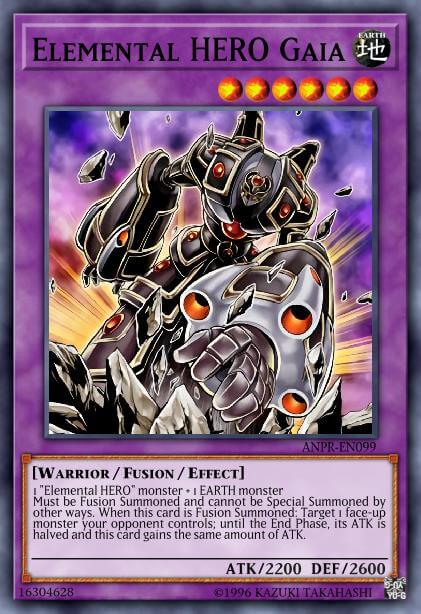 ELEMENTAL HERO GAIA
EARTH
地
ANPR-EN099
[WARRIOR / FUSION / EFFECT]
1 "Elemental HERO" monster + 1 EARTH monster
Must be Fusion Summoned and cannot be Special Summoned by
other ways. When this card is Fusion Summoned: Target 1 face-up
monster your opponent controls; until the End Phase, its ATK is
halved and this card gains the same amount of ATK.
ATK/2200 DEF/2600
16304628
©1996 KAZUKI TAKAHASHI